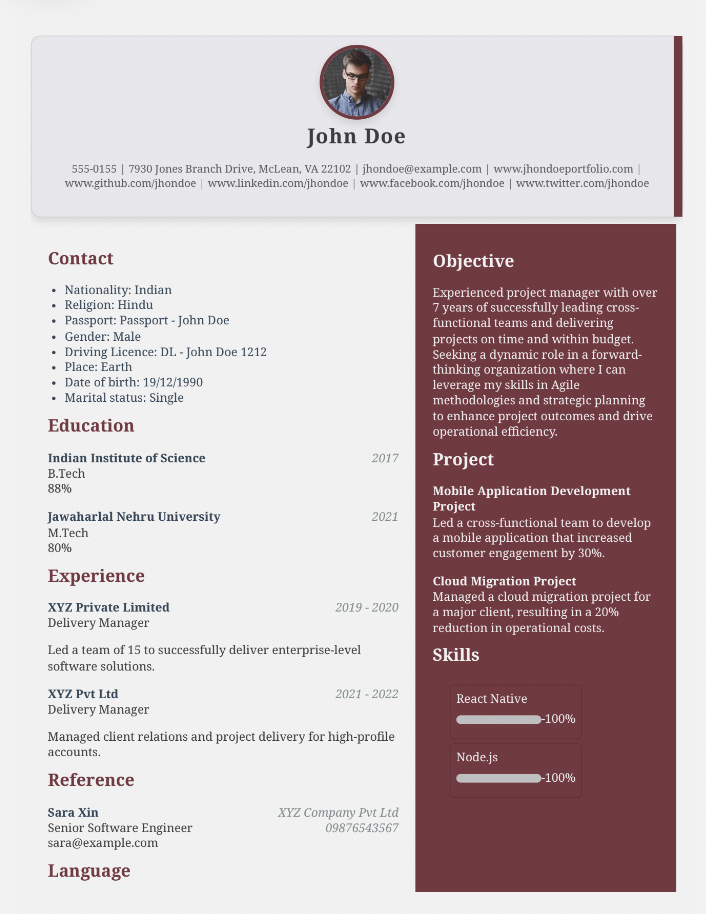 John Doe
555-0155 | 7930 Jones Branch Drive, McLean, VA 22102 | jhondoe@example.com | www.jhondoeportfolio.com |
www.github.com/jhondoe | www.linkedin.com/jhondoe | www.facebook.com/jhondoe | www.twitter.com/jhondoe
Contact
• Nationality: Indian
• Religion: Hindu
• Passport: Passport - John Doe
• Gender: Male
• Driving Licence: DL - John Doe 1212
• Place: Earth
• Date of birth: 19/12/1990
• Marital status: Single
Education
Indian Institute of Science 2017
B.Tech
88%
Jawaharlal Nehru University 2021
M.Tech
80%
Experience
XYZ Private Limited 2019 - 2020
Delivery Manager
Led a team of 15 to successfully deliver enterprise-level
software solutions.
XYZ Pvt Ltd 2021 - 2022
Delivery Manager
Managed client relations and project delivery for high-profile
accounts.
Reference
Sara Xin XYZ Company Pvt Ltd
Senior Software Engineer 09876543567
sara@example.com
Language
Objective
Experienced project manager with over
7 years of successfully leading cross-
functional teams and delivering
projects on time and within budget.
Seeking a dynamic role in a forward-
thinking organization where I can
leverage my skills in Agile
methodologies and strategic planning
to enhance project outcomes and drive
operational efficiency.
Project
Mobile Application Development
Project
Led a cross-functional team to develop
a mobile application that increased
customer engagement by 30%.
Cloud Migration Project
Managed a cloud migration project for
a major client, resulting in a 20%
reduction in operational costs.
Skills
React Native
-100%
Node.js
-100%